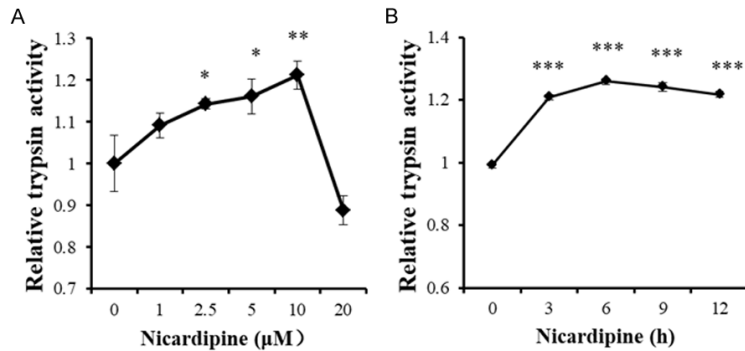 A
B
1.3
1.2
1.1
1
0.9
0.8
0.7
Relative trypsin activity
*
*
**
0 1 2.5 5 10 20
Nicardipine (μM）
1.4
1.2
1
0.8
0.6
Relative trypsin activity
*** *** *** ***
0 3 6 9 12
Nicardipine (h)